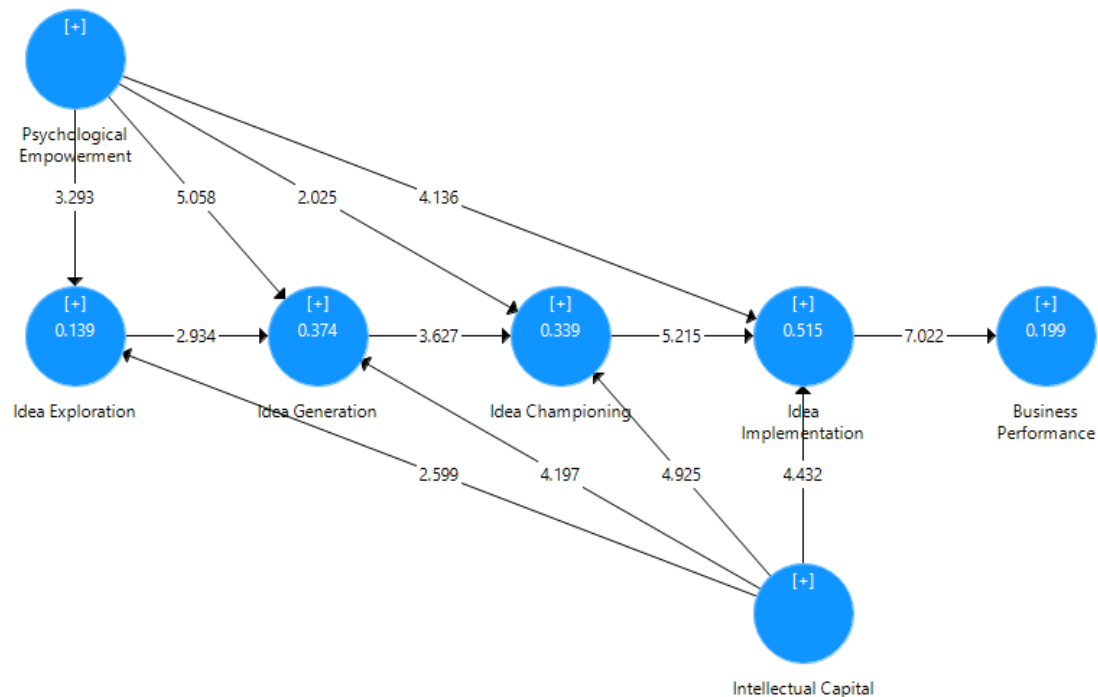 [+]
Psychological
Empowerment
3.293
5.058
2.025
4.136
[+]
0.139
[+]
0.374
[+]
0.339
[+]
0.515
[+]
0.199
2.934
3.627
5.215
7.022
Idea Exploration
Idea Generation
Idea Championing
Idea
Implementation
Business
Performance
2.599
4.197
4.925
4.432
[+]
Intellectual Capital